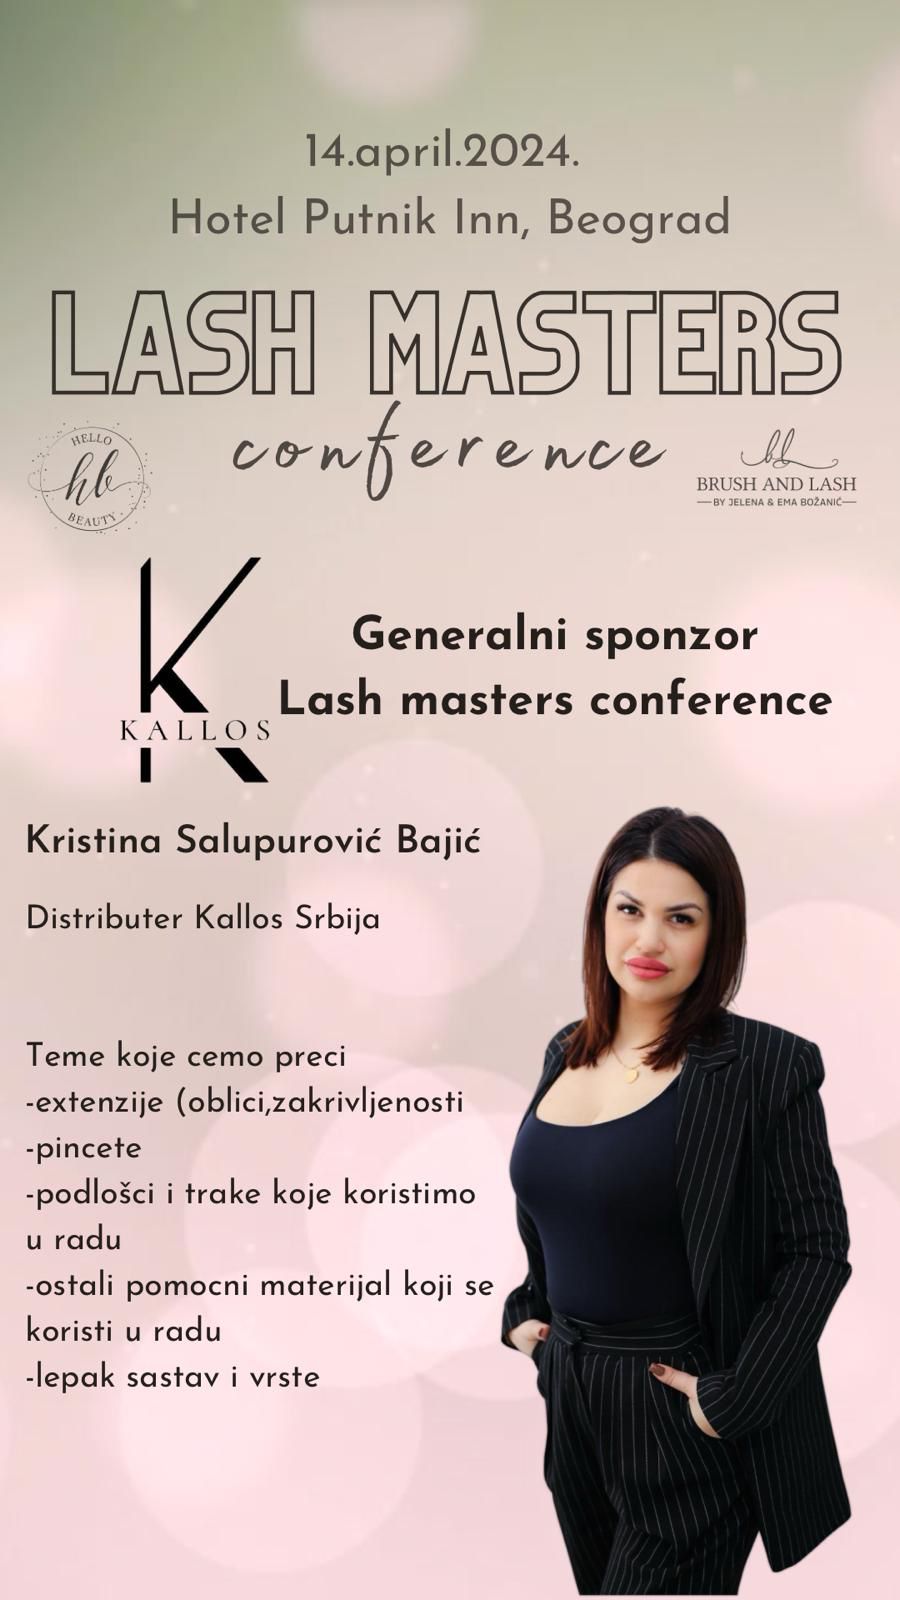 14.april.2024.
Hotel Putnik Inn, Beograd
LASH MASTERS
conference
HELLO
hb
BEAUTY
bl
BRUSH AND LASH
BY JELENA & EMA BOŽANIĆ
K
KALLOS
Generalni sponzor
Lash masters conference
Kristina Salupurović Bajić
Distributer Kallos Srbija
Teme koje cemo preci
-extenzije (oblici,zakrivljenosti
-pincete
-podlošci i trake koje koristimo
u radu
-ostali pomocni materijal koji se
koristi u radu
-lepak sastav i vrste